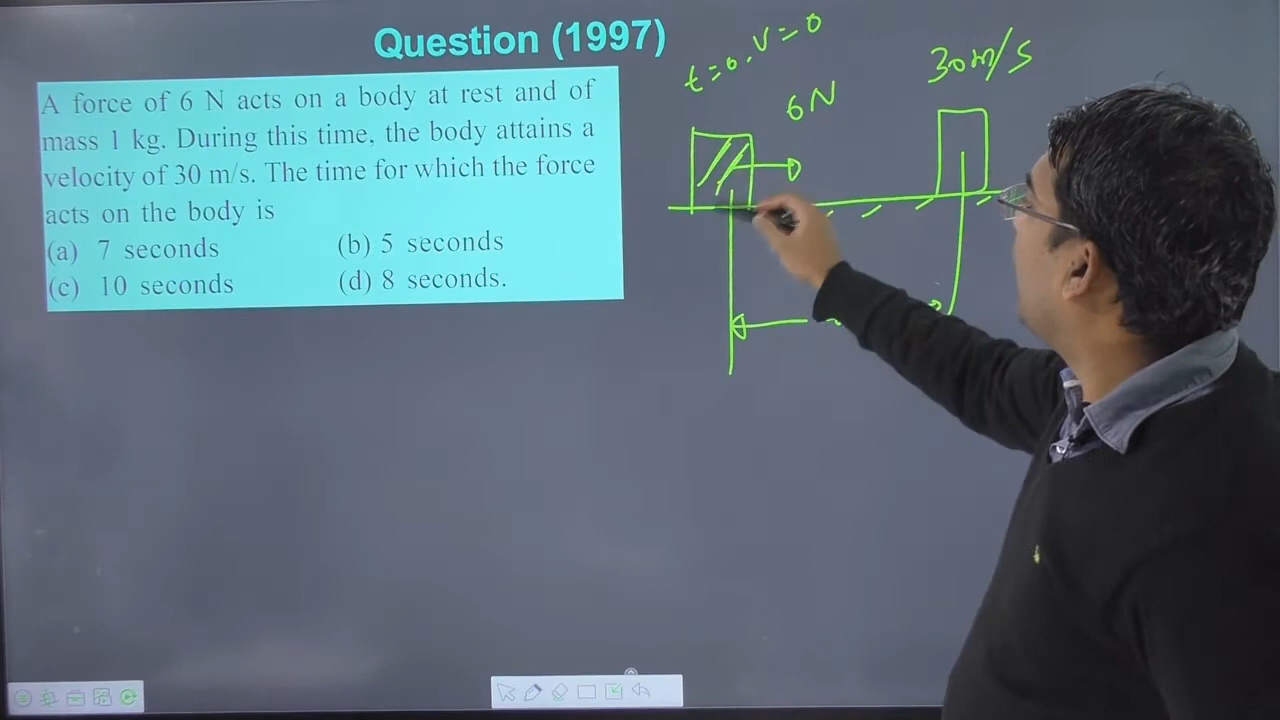 Question (1997)
A force of 6 N acts on a body at rest and of
mass 1 kg. During this time, the body attains a
velocity of 30 m/s. The time for which the force
acts on the body is
(a) 7 seconds (b) 5 seconds
(c) 10 seconds (d) 8 seconds.
t=0, v=0
6N
30m/s